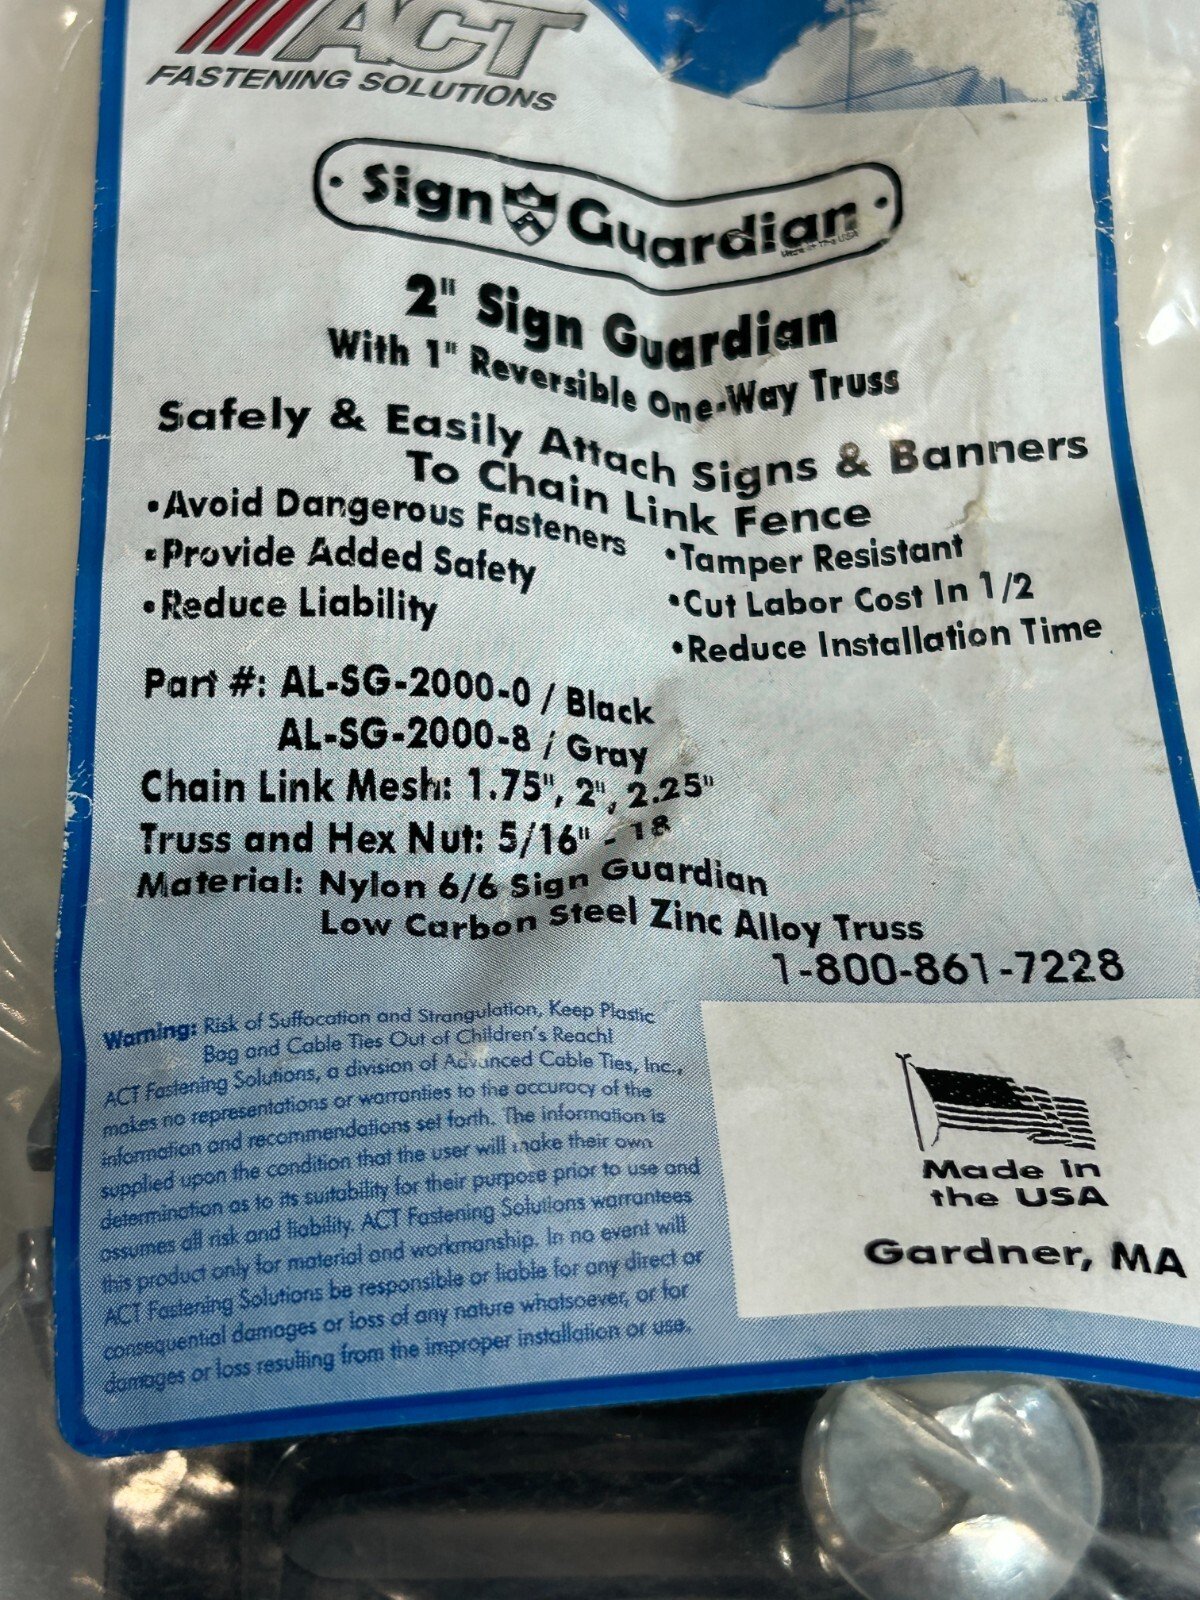 ACT
FASTENING SOLUTIONS
Sign Guardian
2" Sign Guardian
With 1" Reversible One-Way Truss
Safely & Easily Attach Signs & Banners
To Chain Link Fence
•Avoid Dangerous Fasteners
•Provide Added Safety
•Reduce Liability
•Tamper Resistant
•Cut Labor Cost In 1/2
•Reduce Installation Time
Part #: AL-SG-2000-0 / Black
AL-SG-2000-8 / Gray
Chain Link Mesh: 1.75", 2", 2.25"
Truss and Hex Nut: 5/16" - 18
Material: Nylon 6/6 Sign Guardian
Low Carbon Steel Zinc Alloy Truss
1-800-861-7228
Warning: Risk of Suffocation and Strangulation, Keep Plastic
Bag and Cable Ties Out of Children's Reach!
ACT Fastening Solutions, a division of Advanced Cable Ties, Inc.,
makes no representations or warranties to the accuracy of the
information and recommendations set forth. The information is
supplied upon the condition that the user will make their own
determination as to its suitability for their purpose prior to use and
assumes all risk and liability. ACT Fastening Solutions warrantees
this product only for material and workmanship. In no event will
ACT Fastening Solutions be responsible or liable for any direct or
consequential damages or loss of any nature whatsoever, or for
damages or loss resulting from the improper installation or use.
Made in
the USA
Gardner, MA